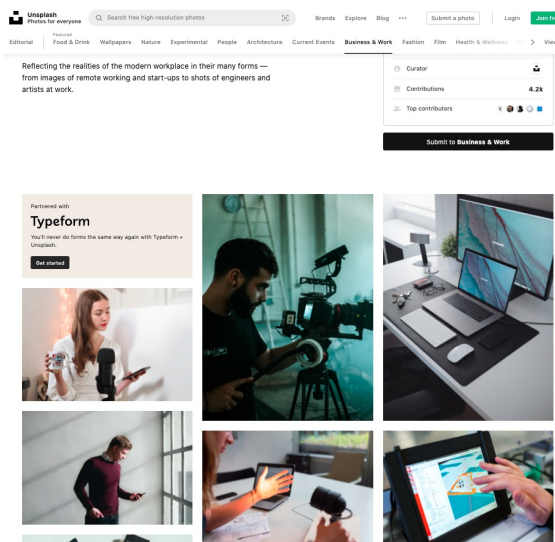 Unsplash
Photos for everyone
Search free high-resolution photos
Brands Explore Blog ··· Submit a photo Login Join fre
Editorial
Featured
Food & Drink Wallpapers Nature Experimental People Architecture Current Events Business & Work Fashion Film Health & Wellness View
Reflecting the realities of the modern workplace in their many forms —
from images of remote working and start-ups to shots of engineers and
artists at work.
Curator
Contributions 4.2k
Top contributors
Submit to Business & Work
Partnered with
Typeform
You'll never do forms the same way again with Typeform +
Unsplash.
Get started